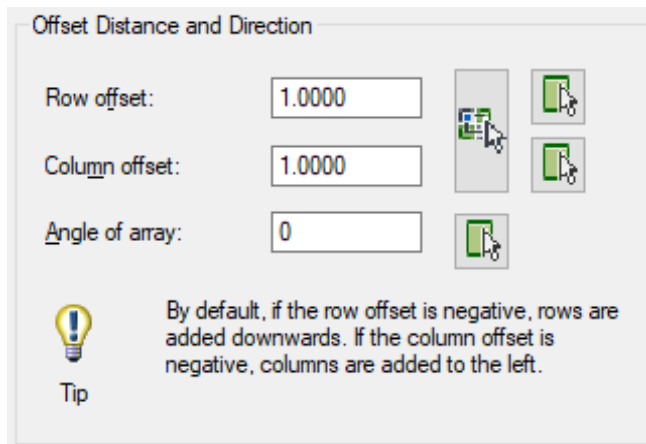 Offset Distance and Direction
Row offset:
1.0000
Column offset:
1.0000
Angle of array:
0
By default, if the row offset is negative, rows are
added downwards. If the column offset is
negative, columns are added to the left.
Tip